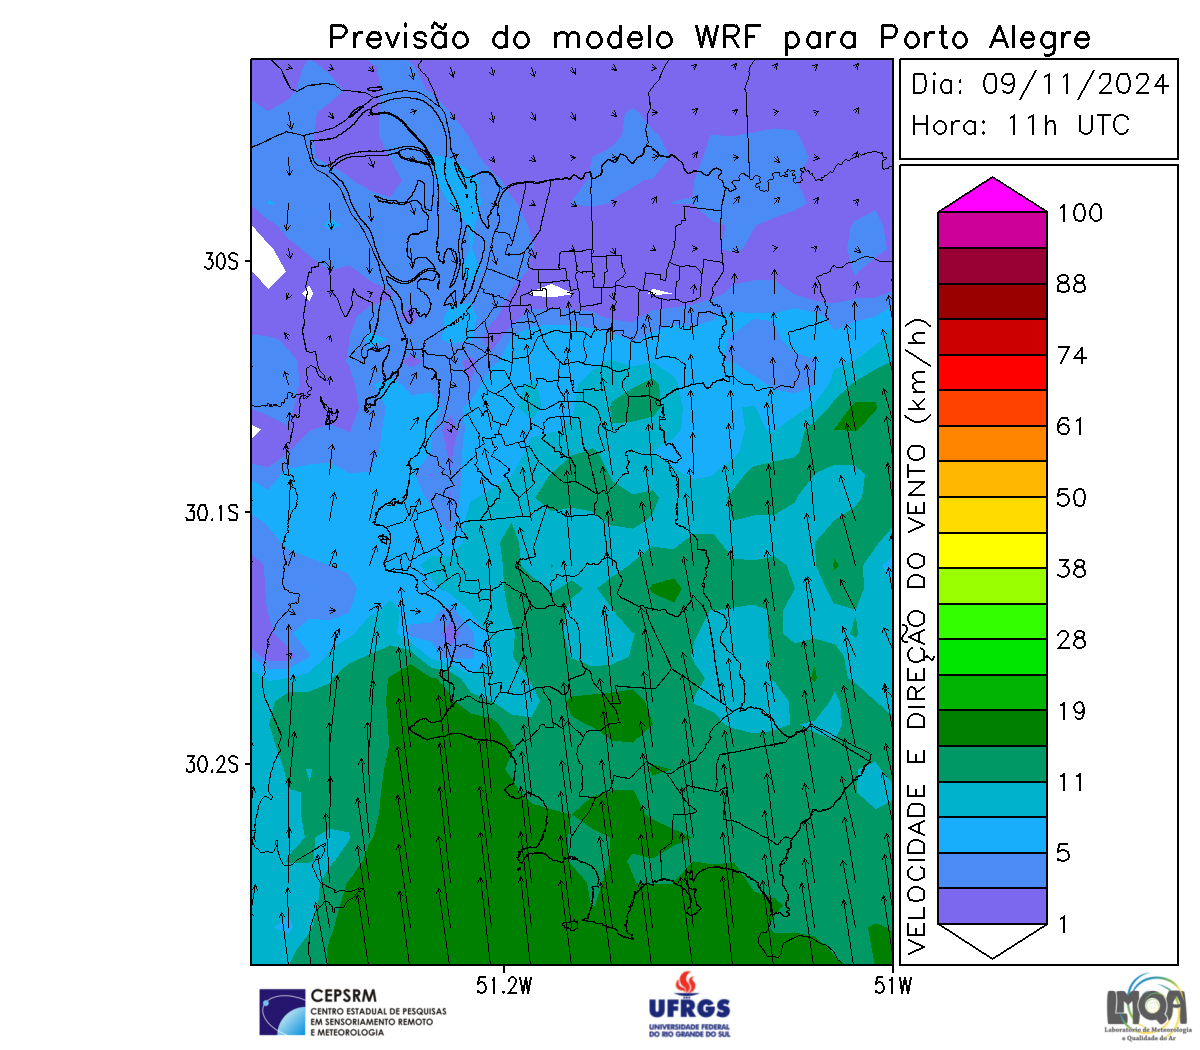 Previsão do modelo WRF para Porto Alegre
Dia: 09/11/2024
Hora: 11h UTC
30S
30.1S
30.2S
51.2W
51W
VELOCIDADE E DIREÇÃO DO VENTO (km/h)
100
88
74
61
50
38
28
19
11
5
1
CEPSRM
CENTRO ESTADUAL DE PESQUISAS
EM SENSORIAMENTO REMOTO
E METEOROLOGIA
UFRGS
UNIVERSIDADE FEDERAL
DO RIO GRANDE DO SUL
LMQA
Laboratório de Meteorologia
e Qualidade do Ar